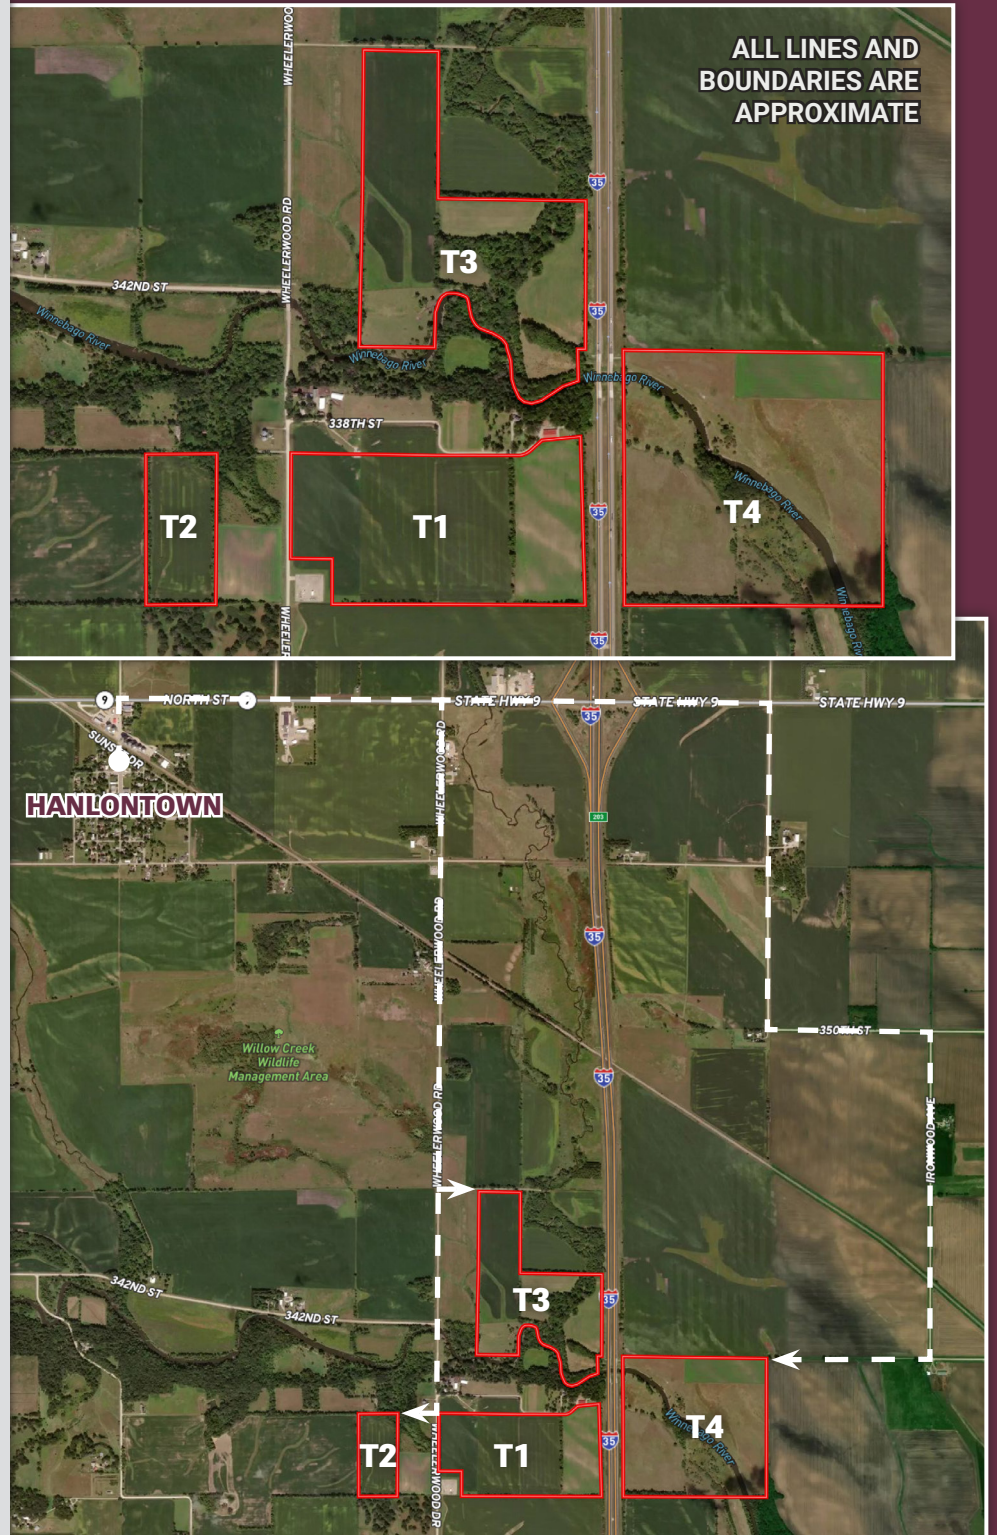 ALL LINES AND
BOUNDARIES ARE
APPROXIMATE
WHEELERWOO
35
WHEELERWOOD RD
T3
342ND ST
35
Winnebago River
Winnebago River
Winnebago River
338TH ST
Winnebago River
T2
T1
35
T4
Winnebago Riv
WHEELER
35
9
NORTH ST
STATE HWY 9
STATE HWY 9
STATE HWY 9
35
WHEELERWOOD RD
HANLONTOWN
203
WHEELERWOOD RD
35
350TH ST
Willow Creek
Wildlife
Management Area
35
WHEELERWOOD RD
IRONWOOD AVE
342ND ST
342ND ST
T3
35
T2
T1
35
T4
Winnebago River
WHEELERWOOD DR